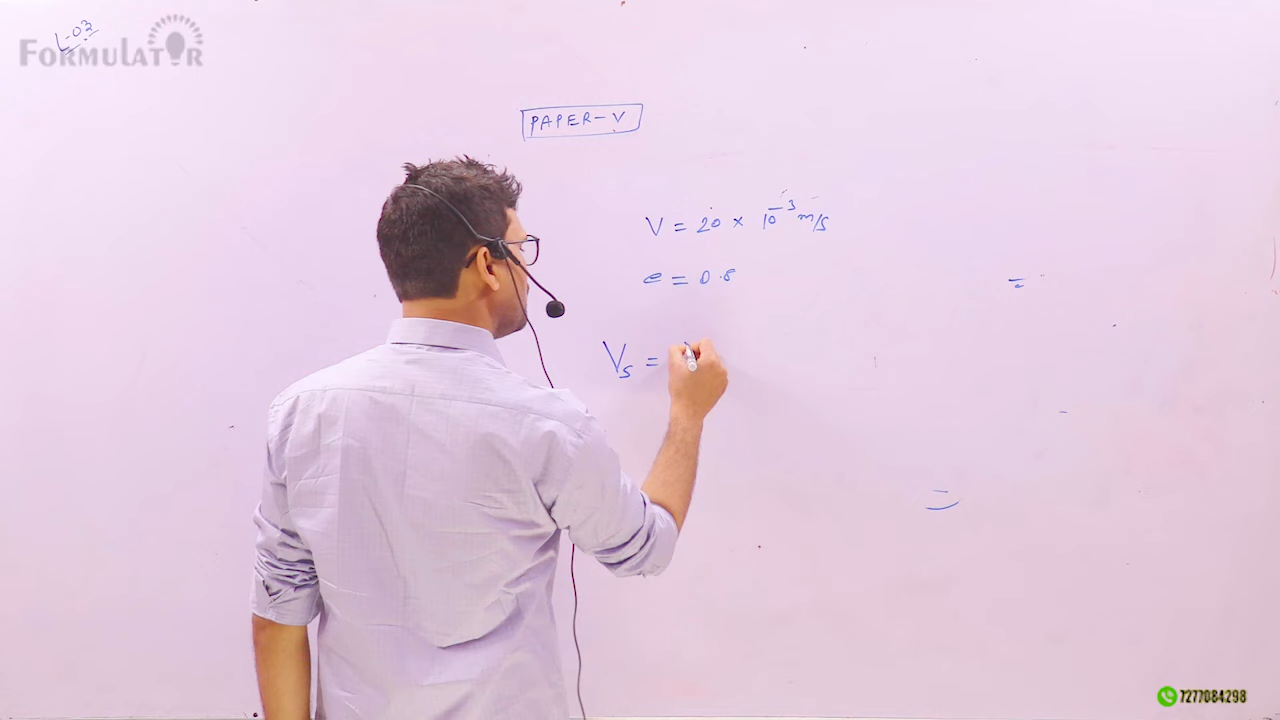 L-03
FORMULATOR
PAPER-V
V = 20 × 10⁻³ m/s
e = 0.8
Vs =
=
=
7277084298